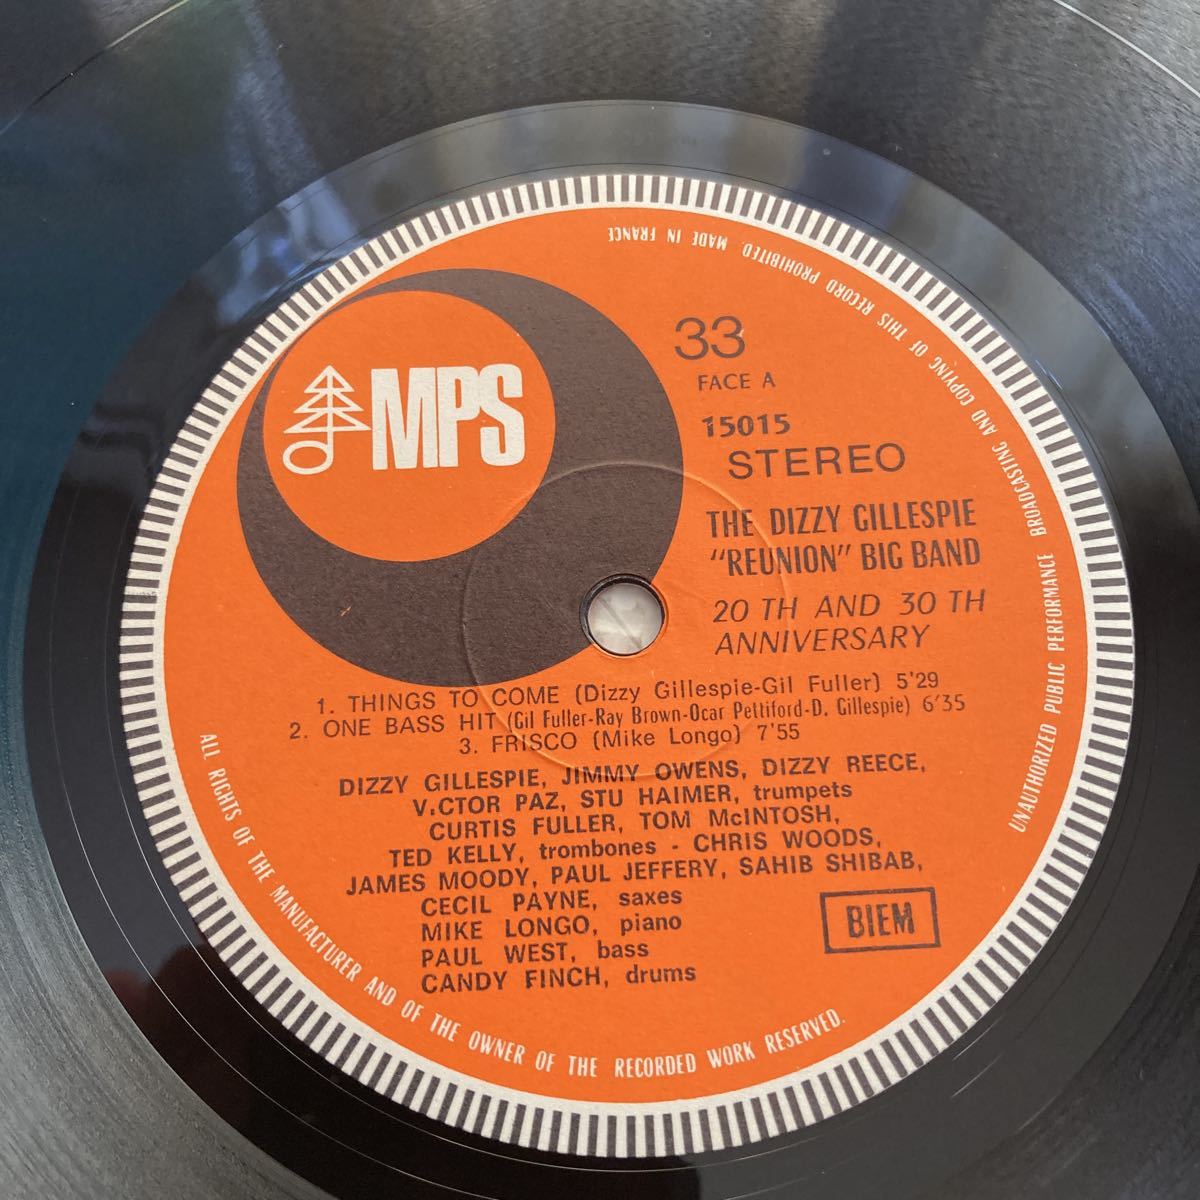 MPS
33
FACE A
15015
STEREO
THE DIZZY GILLESPIE
"REUNION" BIG BAND
20 TH AND 30 TH
ANNIVERSARY
1. THINGS TO COME (Dizzy Gillespie-Gil Fuller) 5'29
2. ONE BASS HIT (Gil Fuller-Ray Brown-Ocar Pettiford-D. Gillespie) 6'35
3. FRISCO (Mike Longo) 7'55
DIZZY GILLESPIE, JIMMY OWENS, DIZZY REECE,
V.CTOR PAZ, STU HAIMER, trumpets
CURTIS FULLER, TOM McINTOSH,
TED KELLY, trombones - CHRIS WOODS,
JAMES MOODY, PAUL JEFFERY, SAHIB SHIBAB,
CECIL PAYNE, saxes
MIKE LONGO, piano
PAUL WEST, bass
CANDY FINCH, drums
BIEM
ALL RIGHTS OF THE MANUFACTURER AND OF THE OWNER OF THE RECORDED WORK RESERVED.
UNAUTHORIZED PUBLIC PERFORMANCE BROADCASTING AND COPYING OF THIS RECORD PROHIBITED. MADE IN FRANCE